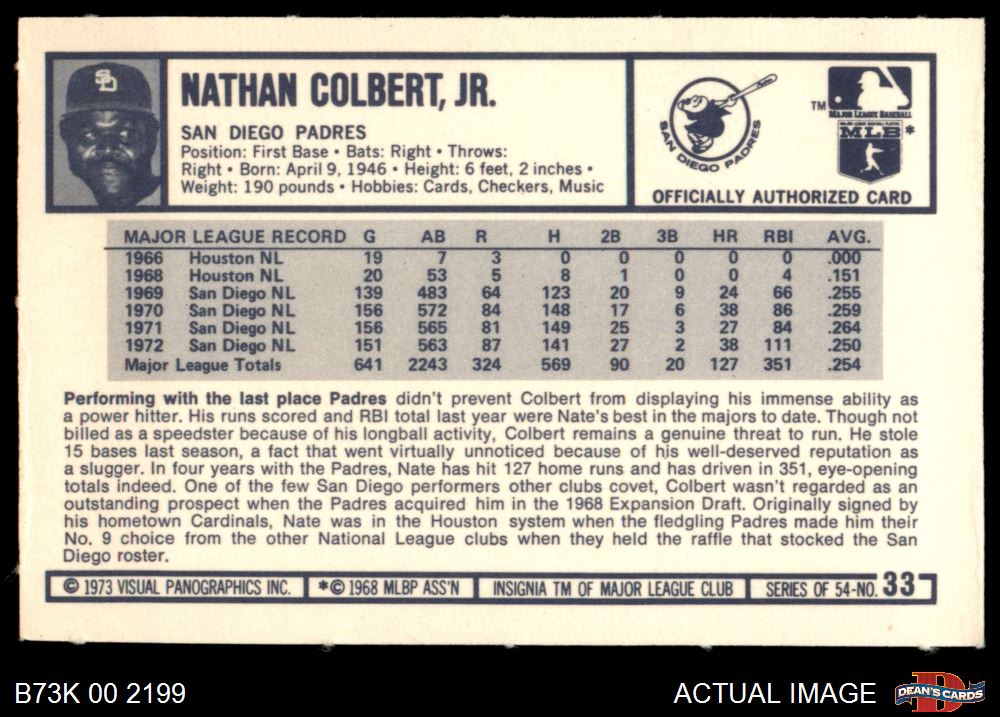 SD
NATHAN COLBERT, JR.
SAN DIEGO PADRES
Position: First Base • Bats: Right • Throws:
Right • Born: April 9, 1946 • Height: 6 feet, 2 inches •
Weight: 190 pounds • Hobbies: Cards, Checkers, Music
SAN DIEGO PADRES
TM
MAJOR LEAGUE BASEBALL
MAJOR LEAGUE BASEBALL PLAYERS
MLB*
OFFICIALLY AUTHORIZED CARD
MAJOR LEAGUE RECORD G AB R H 2B 3B HR RBI AVG.
1966 Houston NL 19 7 3 0 0 0 0 0 .000
1968 Houston NL 20 53 5 8 1 0 0 4 .151
1969 San Diego NL 139 483 64 123 20 9 24 66 .255
1970 San Diego NL 156 572 84 148 17 6 38 86 .259
1971 San Diego NL 156 565 81 149 25 3 27 84 .264
1972 San Diego NL 151 563 87 141 27 2 38 111 .250
Major League Totals 641 2243 324 569 90 20 127 351 .254
Performing with the last place Padres didn't prevent Colbert from displaying his immense ability as
a power hitter. His runs scored and RBI total last year were Nate's best in the majors to date. Though not
billed as a speedster because of his longball activity, Colbert remains a genuine threat to run. He stole
15 bases last season, a fact that went virtually unnoticed because of his well-deserved reputation as
a slugger. In four years with the Padres, Nate has hit 127 home runs and has driven in 351, eye-opening
totals indeed. One of the few San Diego performers other clubs covet, Colbert wasn't regarded as an
outstanding prospect when the Padres acquired him in the 1968 Expansion Draft. Originally signed by
his hometown Cardinals, Nate was in the Houston system when the fledgling Padres made him their
No. 9 choice from the other National League clubs when they held the raffle that stocked the San
Diego roster.
© 1973 VISUAL PANOGRAPHICS INC. *© 1968 MLBP ASS'N INSIGNIA TM OF MAJOR LEAGUE CLUB SERIES OF 54-NO. 33
B73K 00 2199
ACTUAL IMAGE
D
DEAN'S CARDS